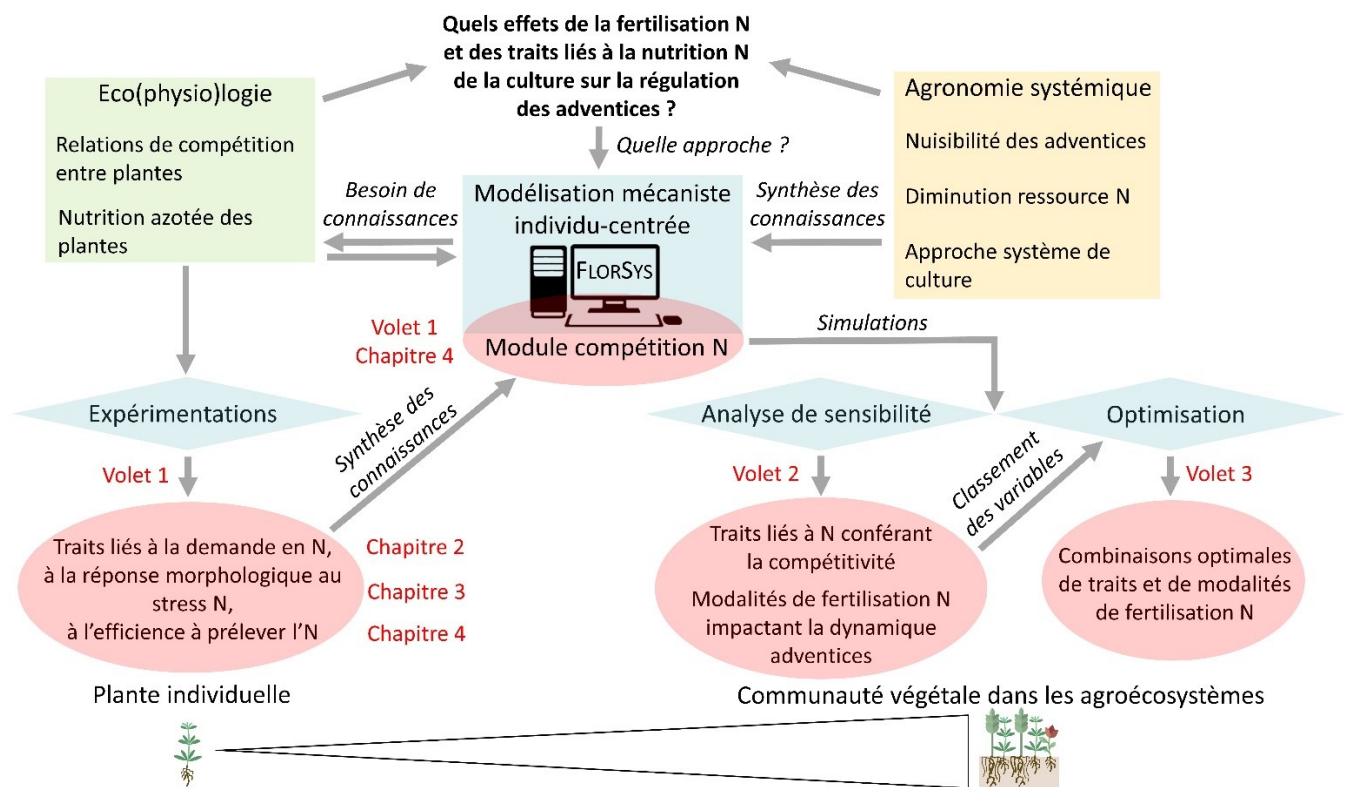 Quels effets de la fertilisation N
et des traits liés à la nutrition N
de la culture sur la régulation
des adventices ?
Eco(physio)logie
Relations de compétition
entre plantes
Nutrition azotée des
plantes
Agronomie systémique
Nuisibilité des adventices
Diminution ressource N
Approche système de
culture
Quelle approche ?
Besoin de
connaissances
Modélisation mécaniste
individu-centrée
FLORSYS
Synthèse des
connaissances
Volet 1
Chapitre 4
Module compétition N
Simulations
Expérimentations
Synthèse des
connaissances
Analyse de sensibilité
Optimisation
Volet 1
Volet 2
Classement
des variables
Volet 3
Traits liés à la demande en N,
à la réponse morphologique au
stress N,
à l’efficience à prélever l’N
Chapitre 2
Chapitre 3
Chapitre 4
Traits liés à N conférant
la compétitivité
Modalités de fertilisation N
impactant la dynamique
adventices
Combinaisons optimales
de traits et de modalités
de fertilisation N
Plante individuelle
Communauté végétale dans les agroécosystèmes